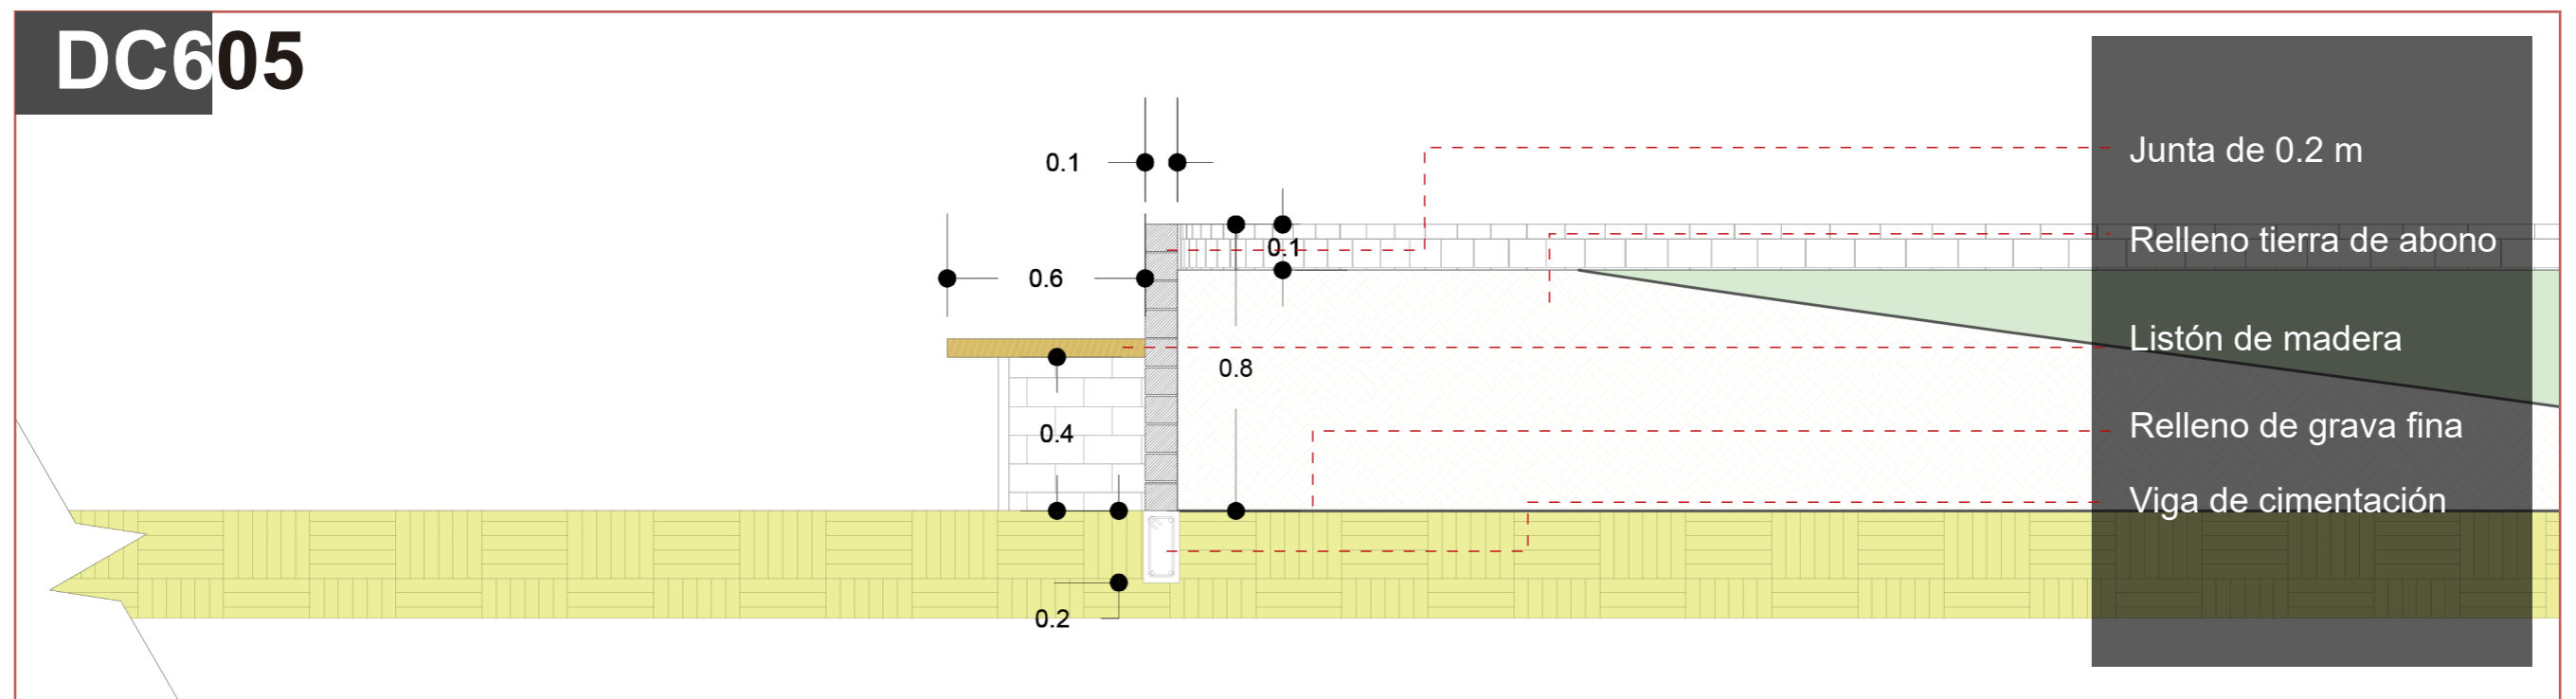 DC605
0.1
Junta de 0.2 m
0.1
Relleno tierra de abono
0.6
Listón de madera
0.8
0.4
Relleno de grava fina
Viga de cimentación
0.2